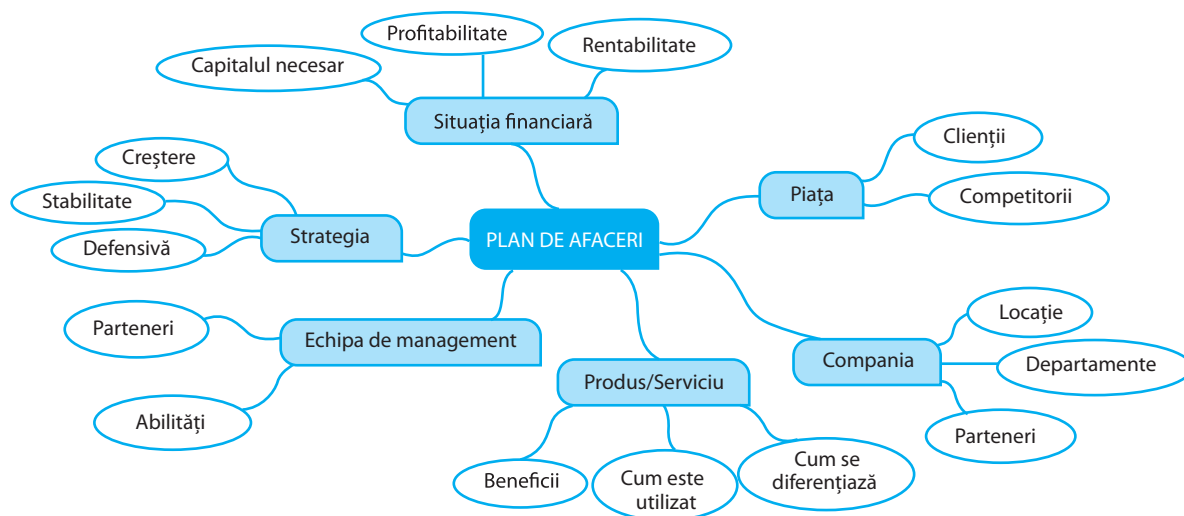 Profitabilitate
Rentabilitate
Capitalul necesar
Situația financiară
Creștere
Stabilitate
Defensivă
Strategia
PLAN DE AFACERI
Piața
Clienții
Competitorii
Parteneri
Abilități
Echipa de management
Produs/Serviciu
Beneficii
Cum este
utilizat
Cum se
diferențiază
Compania
Locație
Departamente
Parteneri